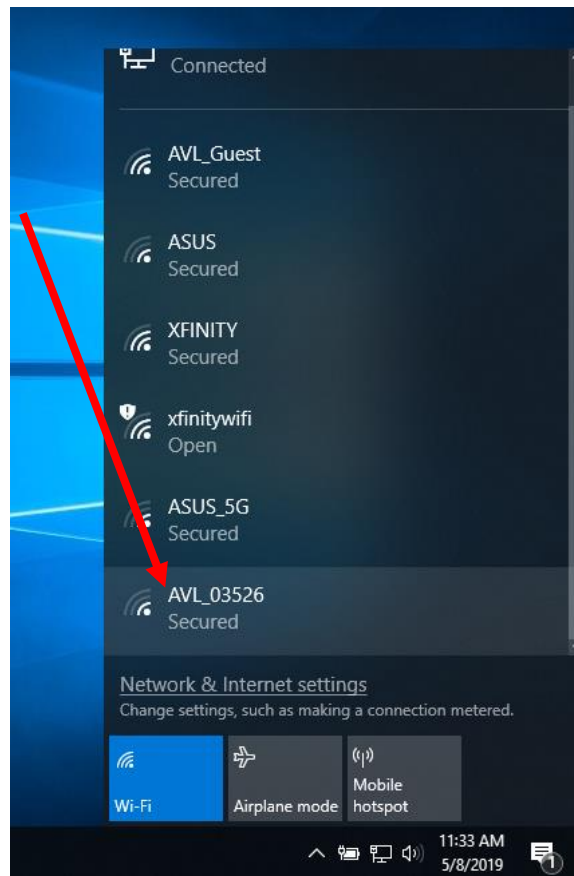 Connected
AVL_Guest
Secured
ASUS
Secured
XFINITY
Secured
xfinitywifi
Open
ASUS_5G
Secured
AVL_03526
Secured
Network & Internet settings
Change settings, such as making a connection metered.
Wi-Fi
Airplane mode
Mobile
hotspot
11:33 AM
5/8/2019
1